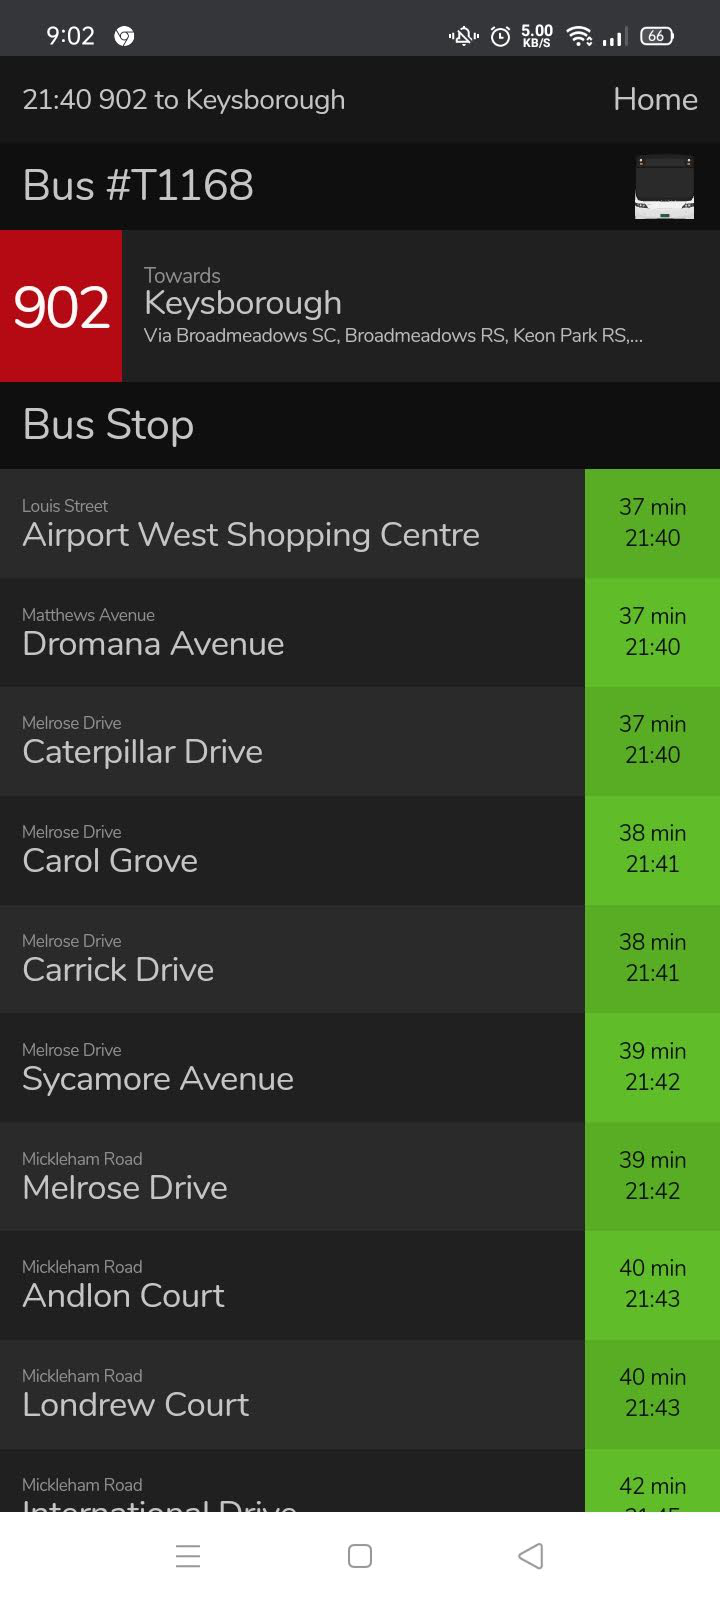 9:02
5.00
KB/S
66
21:40 902 to Keysborough
Home
Bus #T1168
902
Towards
Keysborough
Via Broadmeadows SC, Broadmeadows RS, Keon Park RS,...
Bus Stop
Louis Street
Airport West Shopping Centre
37 min
21:40
Matthews Avenue
Dromana Avenue
37 min
21:40
Melrose Drive
Caterpillar Drive
37 min
21:40
Melrose Drive
Carol Grove
38 min
21:41
Melrose Drive
Carrick Drive
38 min
21:41
Melrose Drive
Sycamore Avenue
39 min
21:42
Mickleham Road
Melrose Drive
39 min
21:42
Mickleham Road
Andlon Court
40 min
21:43
Mickleham Road
Londrew Court
40 min
21:43
Mickleham Road
International Drive
42 min
21:45